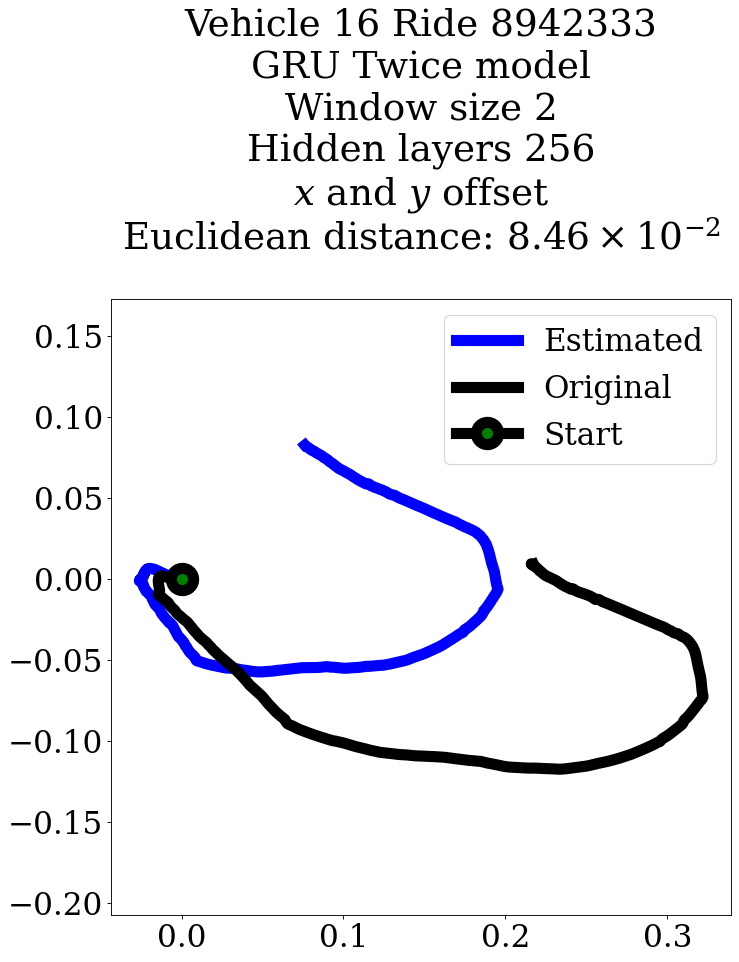 Vehicle 16 Ride 8942333
GRU Twice model
Window size 2
Hidden layers 256
x and y offset
Euclidean distance: 8.46 × 10⁻²
Estimated
Original
Start
0.15
0.10
0.05
0.00
−0.05
−0.10
−0.15
−0.20
0.0 0.1 0.2 0.3